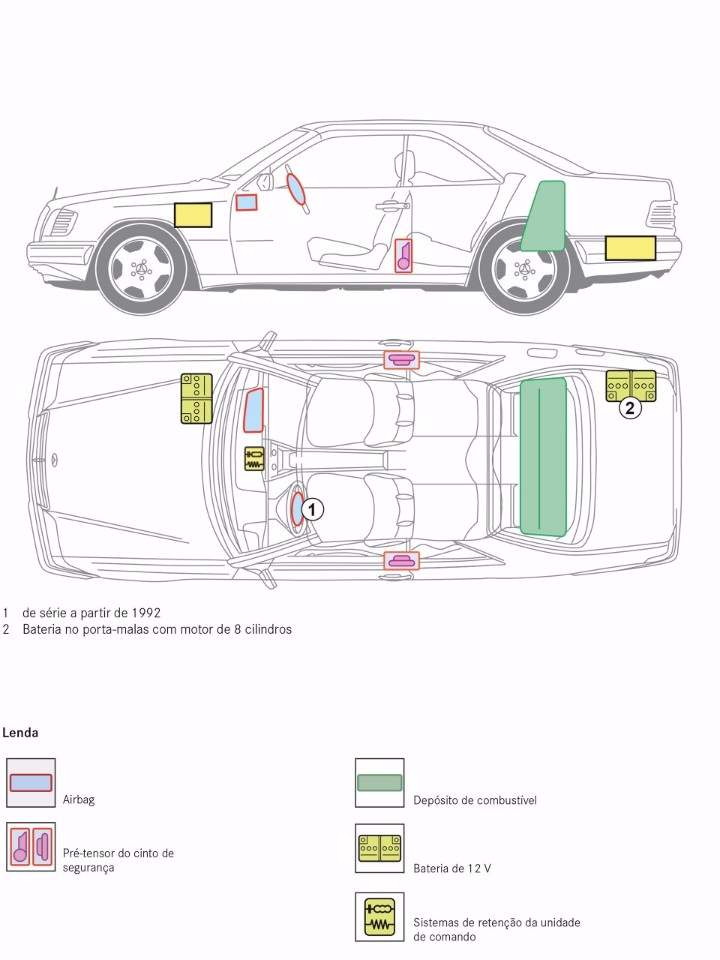 1
2
1 de série a partir de 1992
2 Bateria no porta-malas com motor de 8 cilindros
Lenda
Airbag
Depósito de combustível
Pré-tensor do cinto de
segurança
Bateria de 12 V
Sistemas de retenção da unidade
de comando